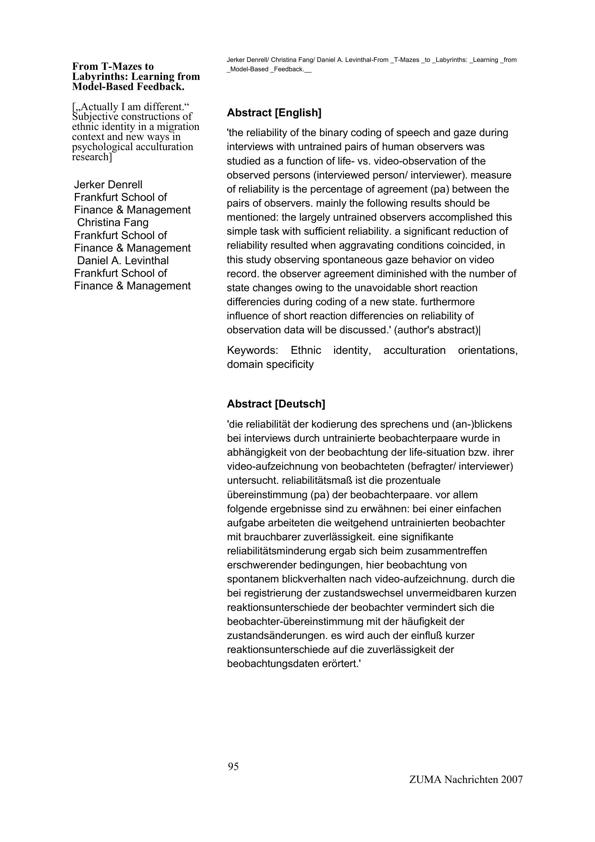 From T-Mazes to
Labyrinths: Learning from
Model-Based Feedback.
[„Actually I am different.“
Subjective constructions of
ethnic identity in a migration
context and new ways in
psychological acculturation
research]
Jerker Denrell
Frankfurt School of
Finance & Management
Christina Fang
Frankfurt School of
Finance & Management
Daniel A. Levinthal
Frankfurt School of
Finance & Management
Jerker Denrell/ Christina Fang/ Daniel A. Levinthal-From _T-Mazes _to _Labyrinths: _Learning _from
_Model-Based _Feedback.__
Abstract [English]
'the reliability of the binary coding of speech and gaze during
interviews with untrained pairs of human observers was
studied as a function of life- vs. video-observation of the
observed persons (interviewed person/ interviewer). measure
of reliability is the percentage of agreement (pa) between the
pairs of observers. mainly the following results should be
mentioned: the largely untrained observers accomplished this
simple task with sufficient reliability. a significant reduction of
reliability resulted when aggravating conditions coincided, in
this study observing spontaneous gaze behavior on video
record. the observer agreement diminished with the number of
state changes owing to the unavoidable short reaction
differencies during coding of a new state. furthermore
influence of short reaction differencies on reliability of
observation data will be discussed.' (author's abstract)|
Keywords: Ethnic identity, acculturation orientations,
domain specificity
Abstract [Deutsch]
'die reliabilität der kodierung des sprechens und (an-)blickens
bei interviews durch untrainierte beobachterpaare wurde in
abhängigkeit von der beobachtung der life-situation bzw. ihrer
video-aufzeichnung von beobachteten (befragter/ interviewer)
untersucht. reliabilitätsmaß ist die prozentuale
übereinstimmung (pa) der beobachterpaare. vor allem
folgende ergebnisse sind zu erwähnen: bei einer einfachen
aufgabe arbeiteten die weitgehend untrainierten beobachter
mit brauchbarer zuverlässigkeit. eine signifikante
reliabilitätsminderung ergab sich beim zusammentreffen
erschwerender bedingungen, hier beobachtung von
spontanem blickverhalten nach video-aufzeichnung. durch die
bei registrierung der zustandswechsel unvermeidbaren kurzen
reaktionsunterschiede der beobachter vermindert sich die
beobachter-übereinstimmung mit der häufigkeit der
zustandsänderungen. es wird auch der einfluß kurzer
reaktionsunterschiede auf die zuverlässigkeit der
beobachtungsdaten erörtert.'
95
ZUMA Nachrichten 2007